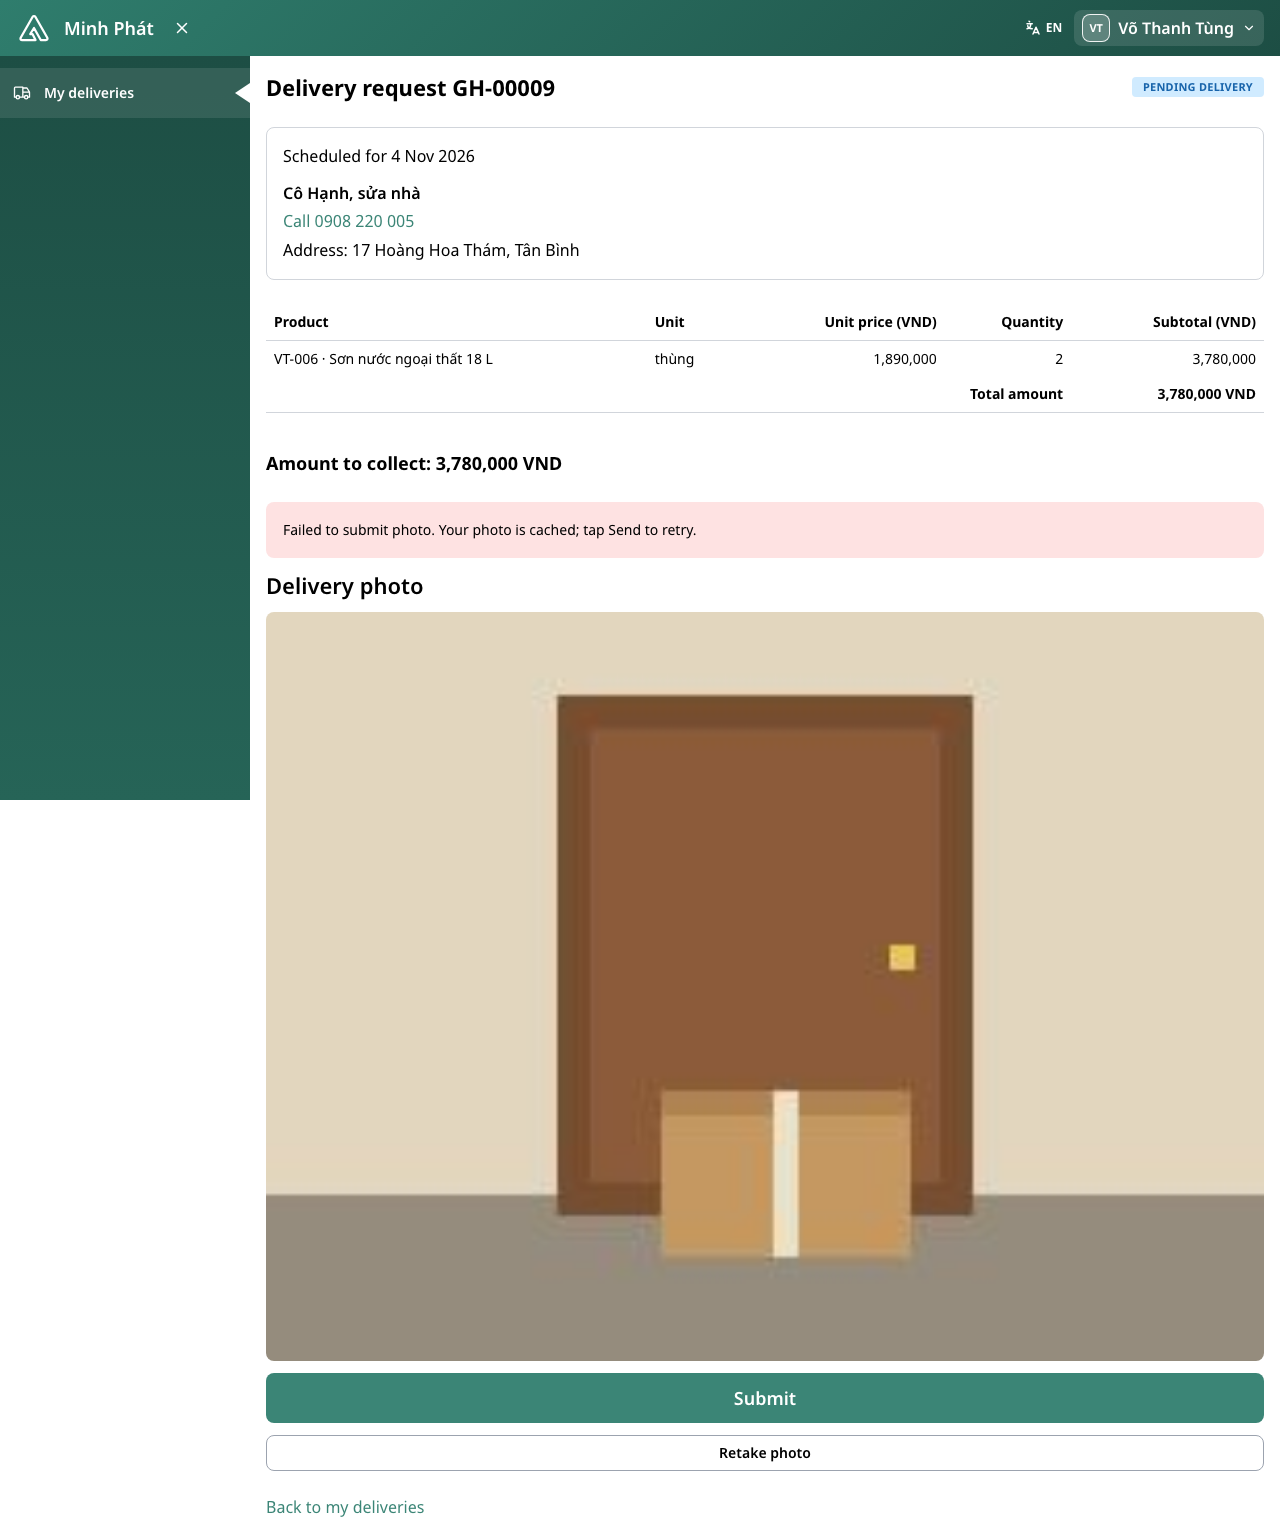 Minh Phát
EN
VT
Võ Thanh Tùng
My deliveries
Delivery request GH-00009
PENDING DELIVERY
Scheduled for 4 Nov 2026
Cô Hạnh, sửa nhà
Call 0908 220 005
Address: 17 Hoàng Hoa Thám, Tân Bình
Product Unit Unit price (VND) Quantity Subtotal (VND)
VT-006 · Sơn nước ngoại thất 18 L thùng 1,890,000 2 3,780,000
Total amount 3,780,000 VND
Amount to collect: 3,780,000 VND
Failed to submit photo. Your photo is cached; tap Send to retry.
Delivery photo
Submit
Retake photo
Back to my deliveries